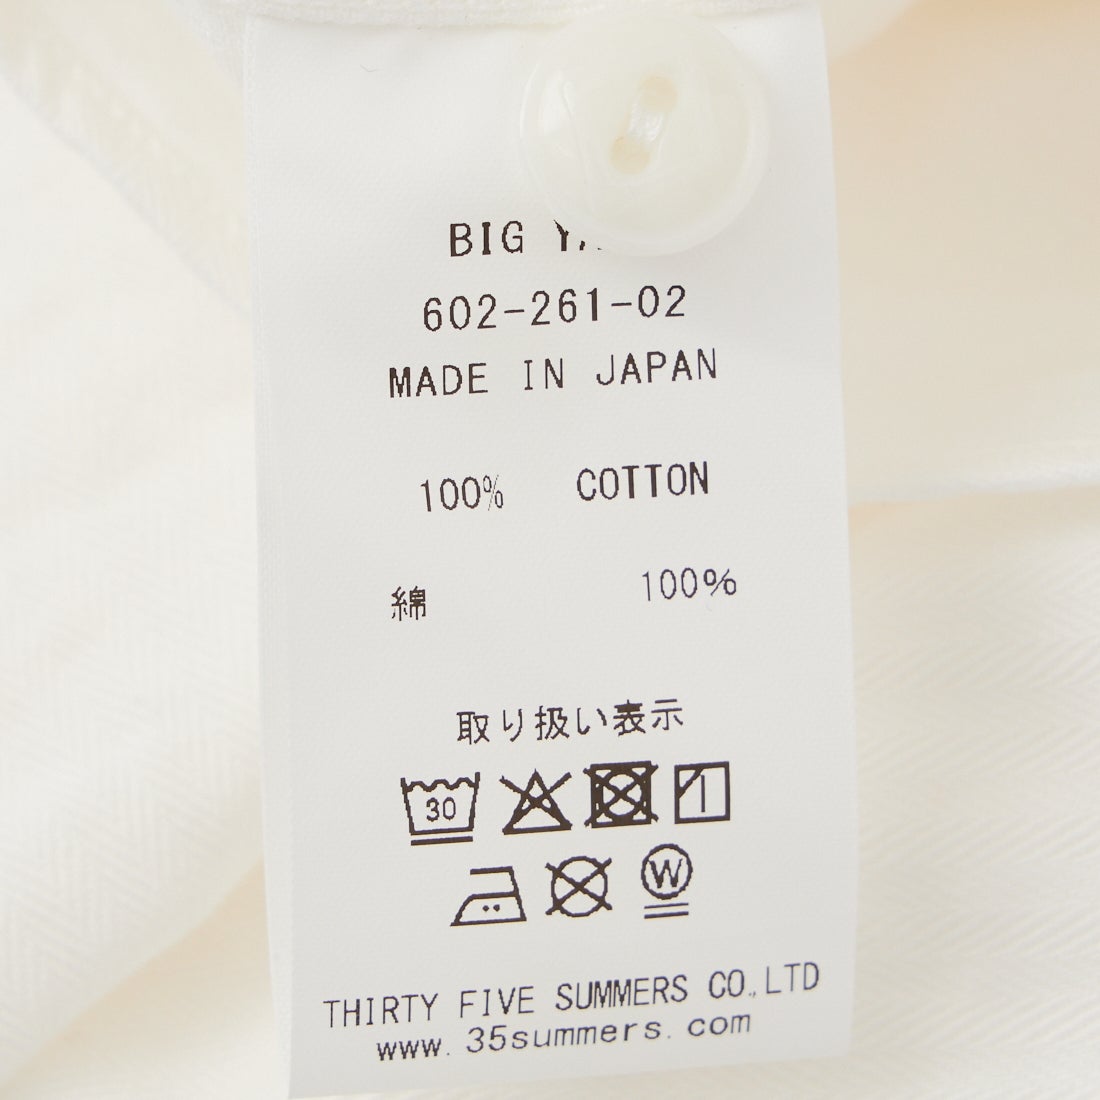 BIG
602-261-02
MADE IN JAPAN
100% COTTON
綿 100%
取り扱い表示
30
W
THIRTY FIVE SUMMERS CO.,LTD
www.35summers.com